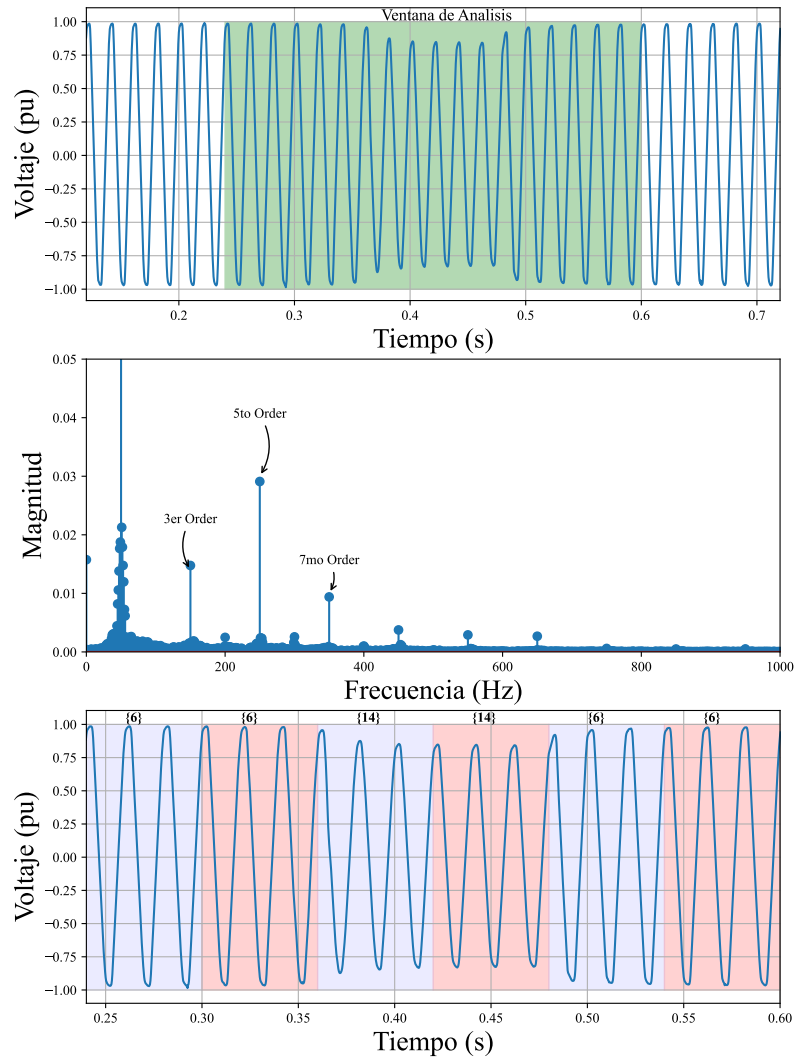 Ventana de Analisis
1.00
0.75
0.50
0.25
0.00
−0.25
−0.50
−0.75
−1.00
Voltaje (pu)
0.2 0.3 0.4 0.5 0.6 0.7
Tiempo (s)
0.05
0.04
0.03
0.02
0.01
0.00
Magnitud
5to Order
3er Order
7mo Order
0 200 400 600 800 1000
Frecuencia (Hz)
{6} {6} {14} {14} {6} {6}
1.00
0.75
0.50
0.25
0.00
−0.25
−0.50
−0.75
−1.00
Voltaje (pu)
0.25 0.30 0.35 0.40 0.45 0.50 0.55 0.60
Tiempo (s)